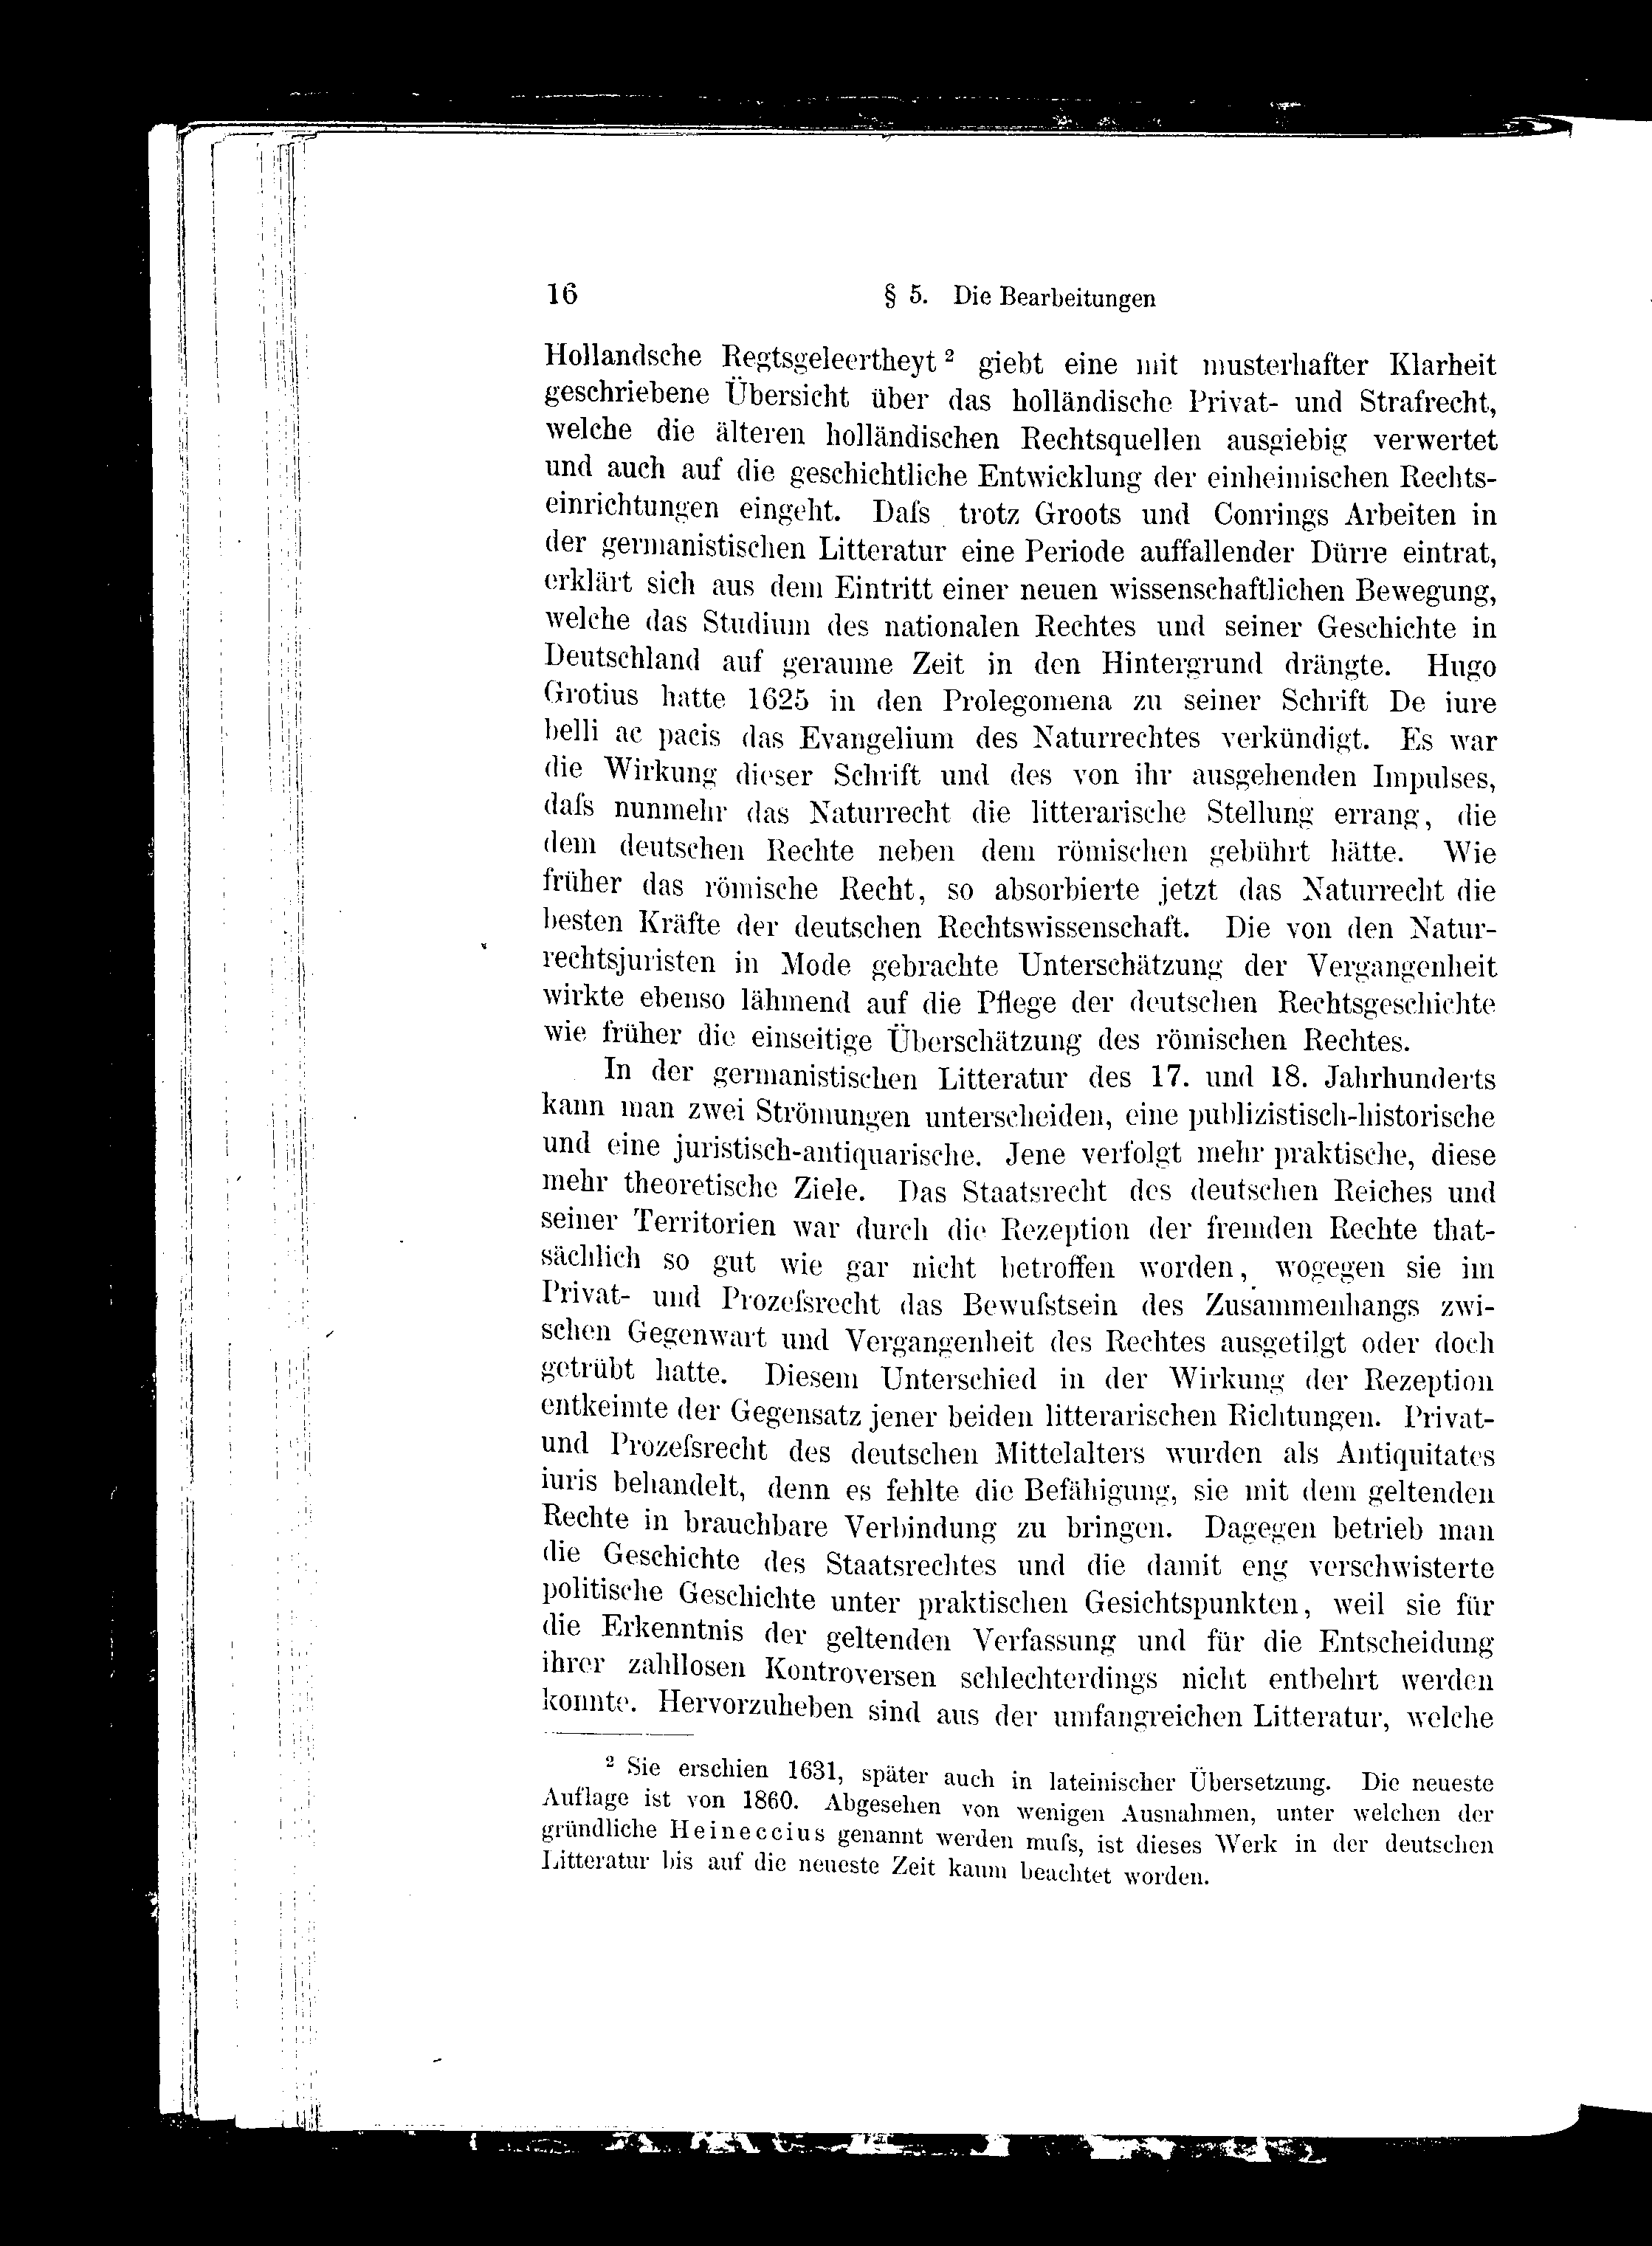 16 § 5. Die Bearbeitungen
Hollandsche Regtsgeleertheyt ² giebt eine mit musterhafter Klarheit
geschriebene Übersicht über das holländische Privat- und Strafrecht,
welche die älteren holländischen Rechtsquellen ausgiebig verwertet
und auch auf die geschichtliche Entwicklung der einheimischen Rechts-
einrichtungen eingeht. Daſs trotz Groots und Conrings Arbeiten in
der germanistischen Litteratur eine Periode auffallender Dürre eintrat,
erklärt sich aus dem Eintritt einer neuen wissenschaftlichen Bewegung,
welche das Studium des nationalen Rechtes und seiner Geschichte in
Deutschland auf geraume Zeit in den Hintergrund drängte. Hugo
Grotius hatte 1625 in den Prolegomena zu seiner Schrift De iure
belli ac pacis das Evangelium des Naturrechtes verkündigt. Es war
die Wirkung dieser Schrift und des von ihr ausgehenden Impulses,
daſs nunmehr das Naturrecht die litterarische Stellung errang, die
dem deutschen Rechte neben dem römischen gebührt hätte. Wie
früher das römische Recht, so absorbierte jetzt das Naturrecht die
besten Kräfte der deutschen Rechtswissenschaft. Die von den Natur-
rechtsjuristen in Mode gebrachte Unterschätzung der Vergangenheit
wirkte ebenso lähmend auf die Pflege der deutschen Rechtsgeschichte
wie früher die einseitige Überschätzung des römischen Rechtes.
In der germanistischen Litteratur des 17. und 18. Jahrhunderts
kann man zwei Strömungen unterscheiden, eine publizistisch-historische
und eine juristisch-antiquarische. Jene verfolgt mehr praktische, diese
mehr theoretische Ziele. Das Staatsrecht des deutschen Reiches und
seiner Territorien war durch die Rezeption der fremden Rechte that-
sächlich so gut wie gar nicht betroffen worden, wogegen sie im
Privat- und Prozeſsrecht das Bewuſstsein des Zusammenhangs zwi-
schen Gegenwart und Vergangenheit des Rechtes ausgetilgt oder doch
getrübt hatte. Diesem Unterschied in der Wirkung der Rezeption
entkeimte der Gegensatz jener beiden litterarischen Richtungen. Privat-
und Prozeſsrecht des deutschen Mittelalters wurden als Antiquitates
iuris behandelt, denn es fehlte die Befähigung, sie mit dem geltenden
Rechte in brauchbare Verbindung zu bringen. Dagegen betrieb man
die Geschichte des Staatsrechtes und die damit eng verschwisterte
politische Geschichte unter praktischen Gesichtspunkten, weil sie für
die Erkenntnis der geltenden Verfassung und für die Entscheidung
ihrer zahllosen Kontroversen schlechterdings nicht entbehrt werden
konnte. Hervorzuheben sind aus der umfangreichen Litteratur, welche
² Sie erschien 1631, später auch in lateinischer Übersetzung. Die neueste
Auflage ist von 1860. Abgesehen von wenigen Ausnahmen, unter welchen der
gründliche Heineccius genannt werden muſs, ist dieses Werk in der deutschen
Litteratur bis auf die neueste Zeit kaum beachtet worden.